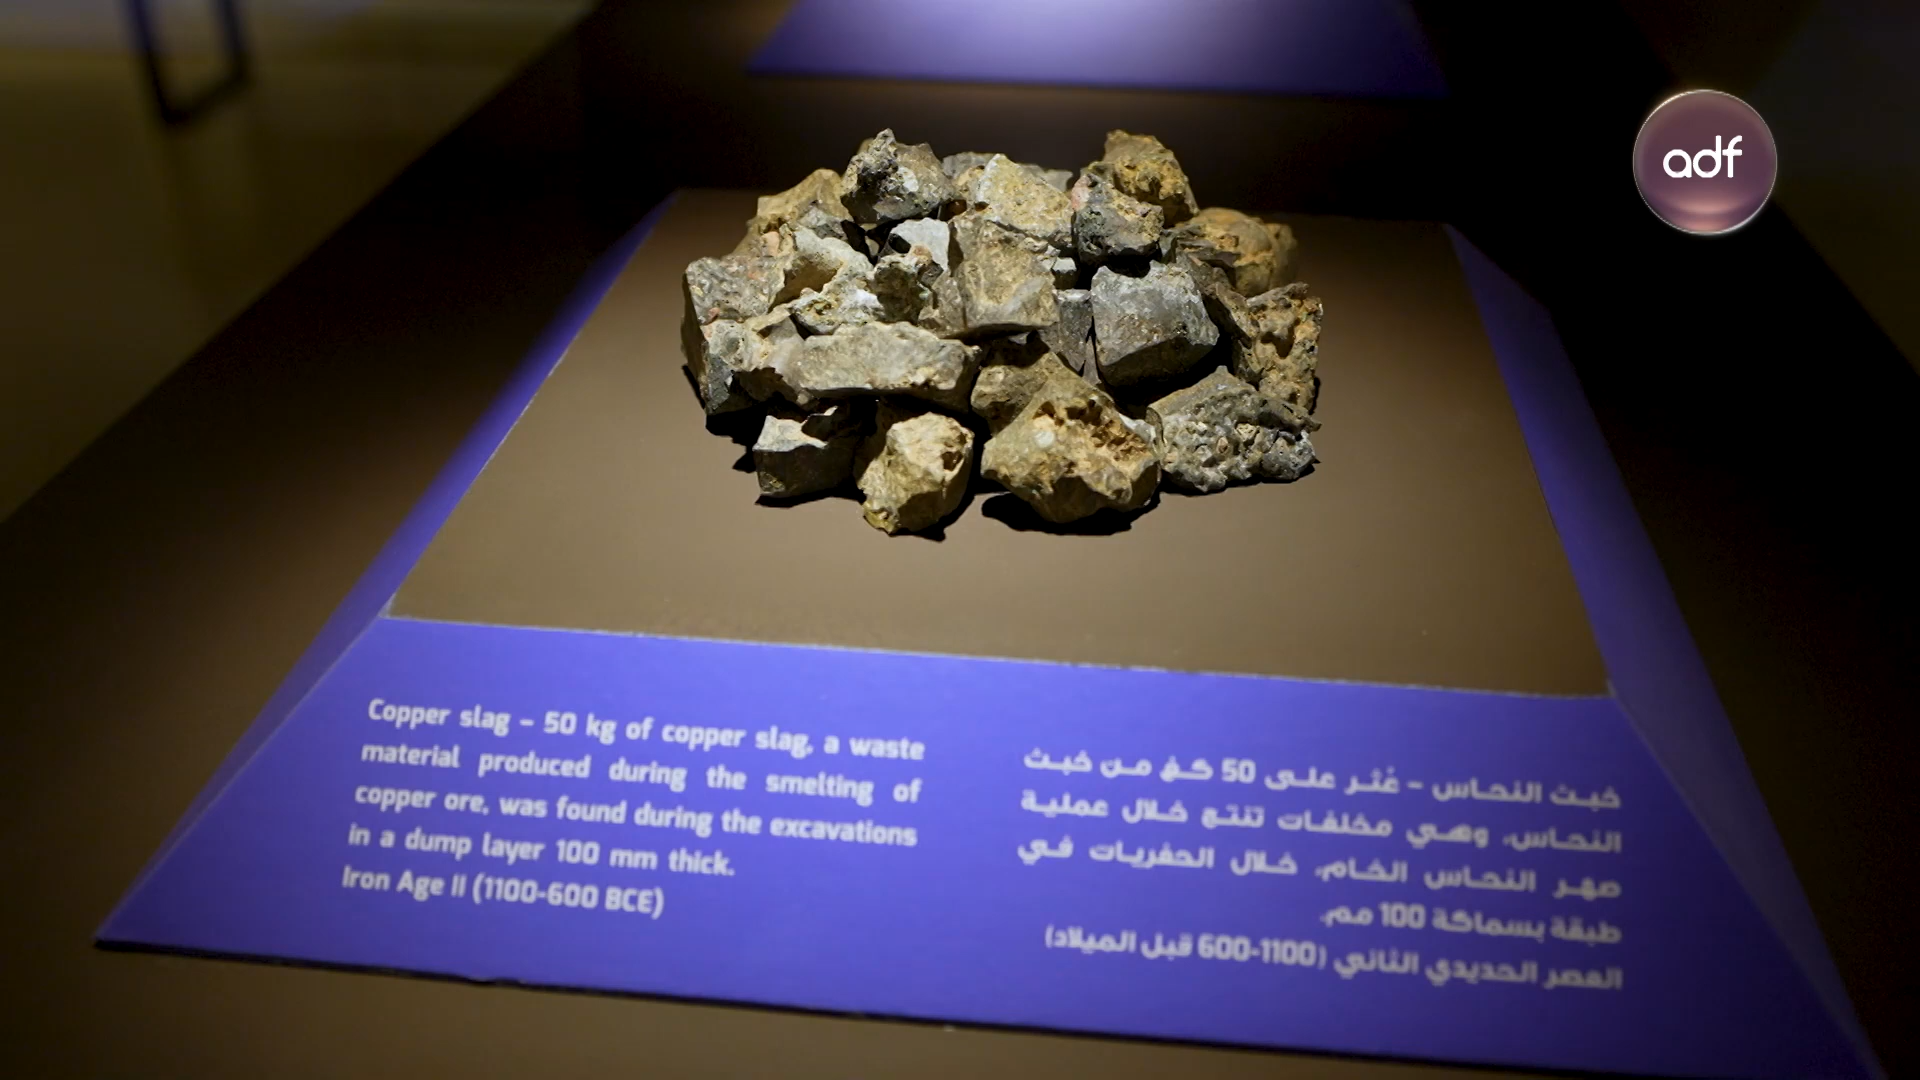 adf
Copper slag – 50 kg of copper slag, a waste
material produced during the smelting of
copper ore, was found during the excavations
in a dump layer 100 mm thick.
Iron Age II (1100-600 BCE)
خبث النحاس – عُثر على 50 كغ من خبث
النحاس، وهي مخلفات تنتج خلال عملية
صهر النحاس الخام، خلال الحفريات في
طبقة بسماكة 100 مم.
العصر الحديدي الثاني (1100-600 قبل الميلاد)